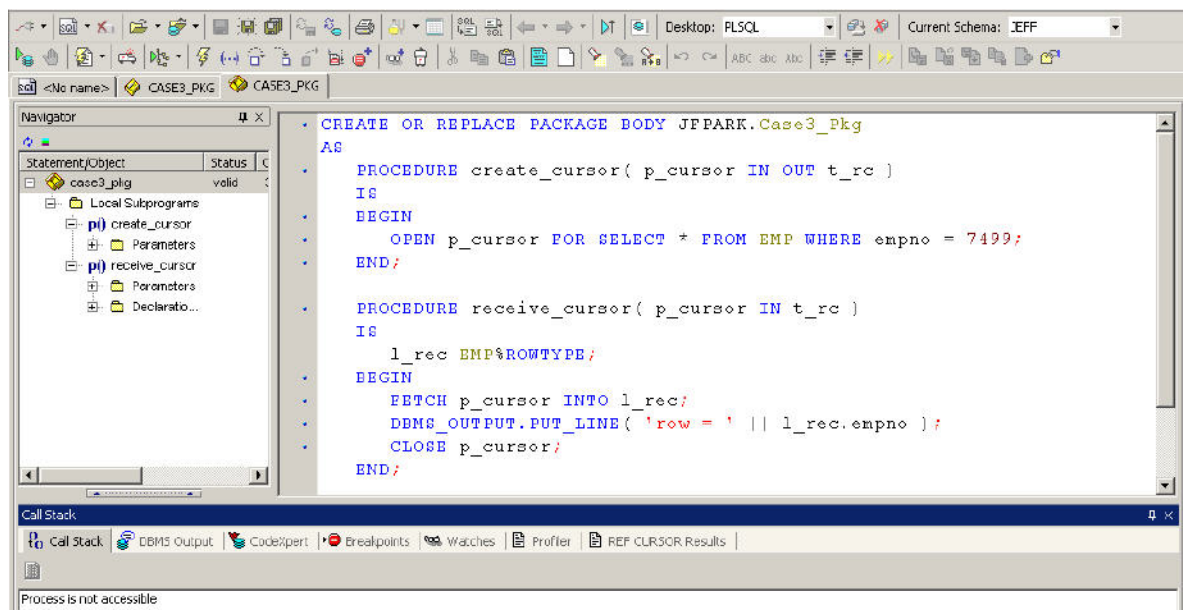 Desktop: PLSQL
Current Schema: JEFF
<No name>
CASE3_PKG
CASE3_PKG
Navigator
Statement/Object
Status
case3_pkg
valid
Local Subprograms
p() create_cursor
Parameters
p() receive_cursor
Parameters
Declaratio...
CREATE OR REPLACE PACKAGE BODY JFPARK.Case3_Pkg
AS
PROCEDURE create_cursor( p_cursor IN OUT t_rc )
IS
BEGIN
OPEN p_cursor FOR SELECT * FROM EMP WHERE empno = 7499;
END;
PROCEDURE receive_cursor( p_cursor IN t_rc )
IS
l_rec EMP%ROWTYPE;
BEGIN
FETCH p_cursor INTO l_rec;
DBMS_OUTPUT.PUT_LINE( 'row = ' || l_rec.empno );
CLOSE p_cursor;
END;
Call Stack
Call Stack
DBMS Output
CodeXpert
Breakpoints
Watches
Profiler
REF CURSOR Results
Process is not accessible